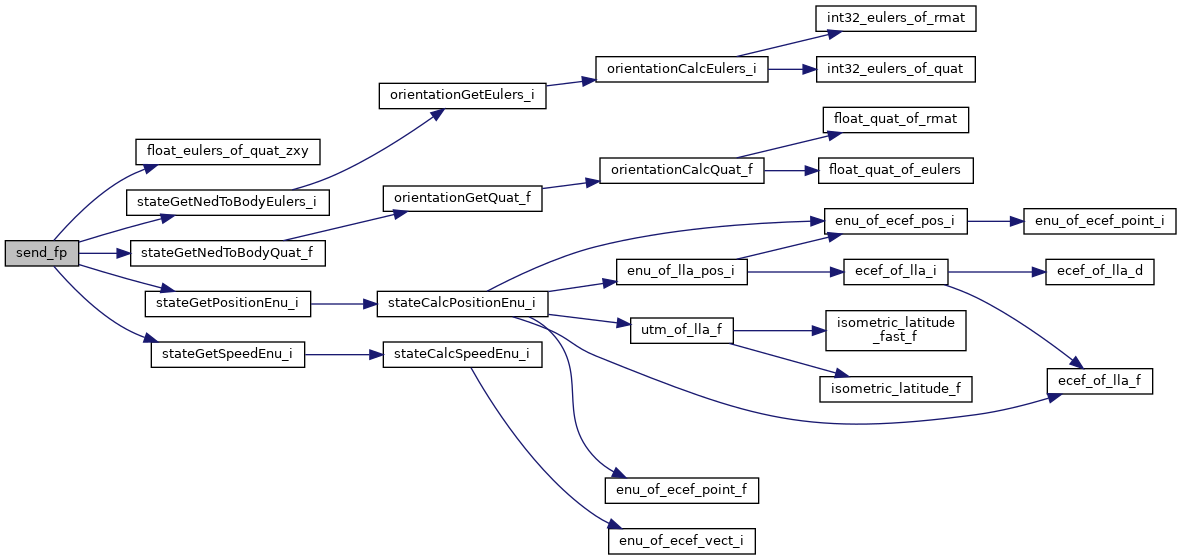 send_fp
float_eulers_of_quat_zxy
stateGetNedToBodyEulers_i
stateGetNedToBodyQuat_f
stateGetPositionEnu_i
stateGetSpeedEnu_i
orientationGetEulers_i
orientationGetQuat_f
stateCalcPositionEnu_i
stateCalcSpeedEnu_i
orientationCalcEulers_i
orientationCalcQuat_f
enu_of_lla_pos_i
utm_of_lla_f
enu_of_ecef_point_f
enu_of_ecef_vect_i
int32_eulers_of_rmat
int32_eulers_of_quat
float_quat_of_rmat
float_quat_of_eulers
enu_of_ecef_pos_i
ecef_of_lla_i
isometric_latitude
_fast_f
isometric_latitude_f
enu_of_ecef_point_i
ecef_of_lla_d
ecef_of_lla_f